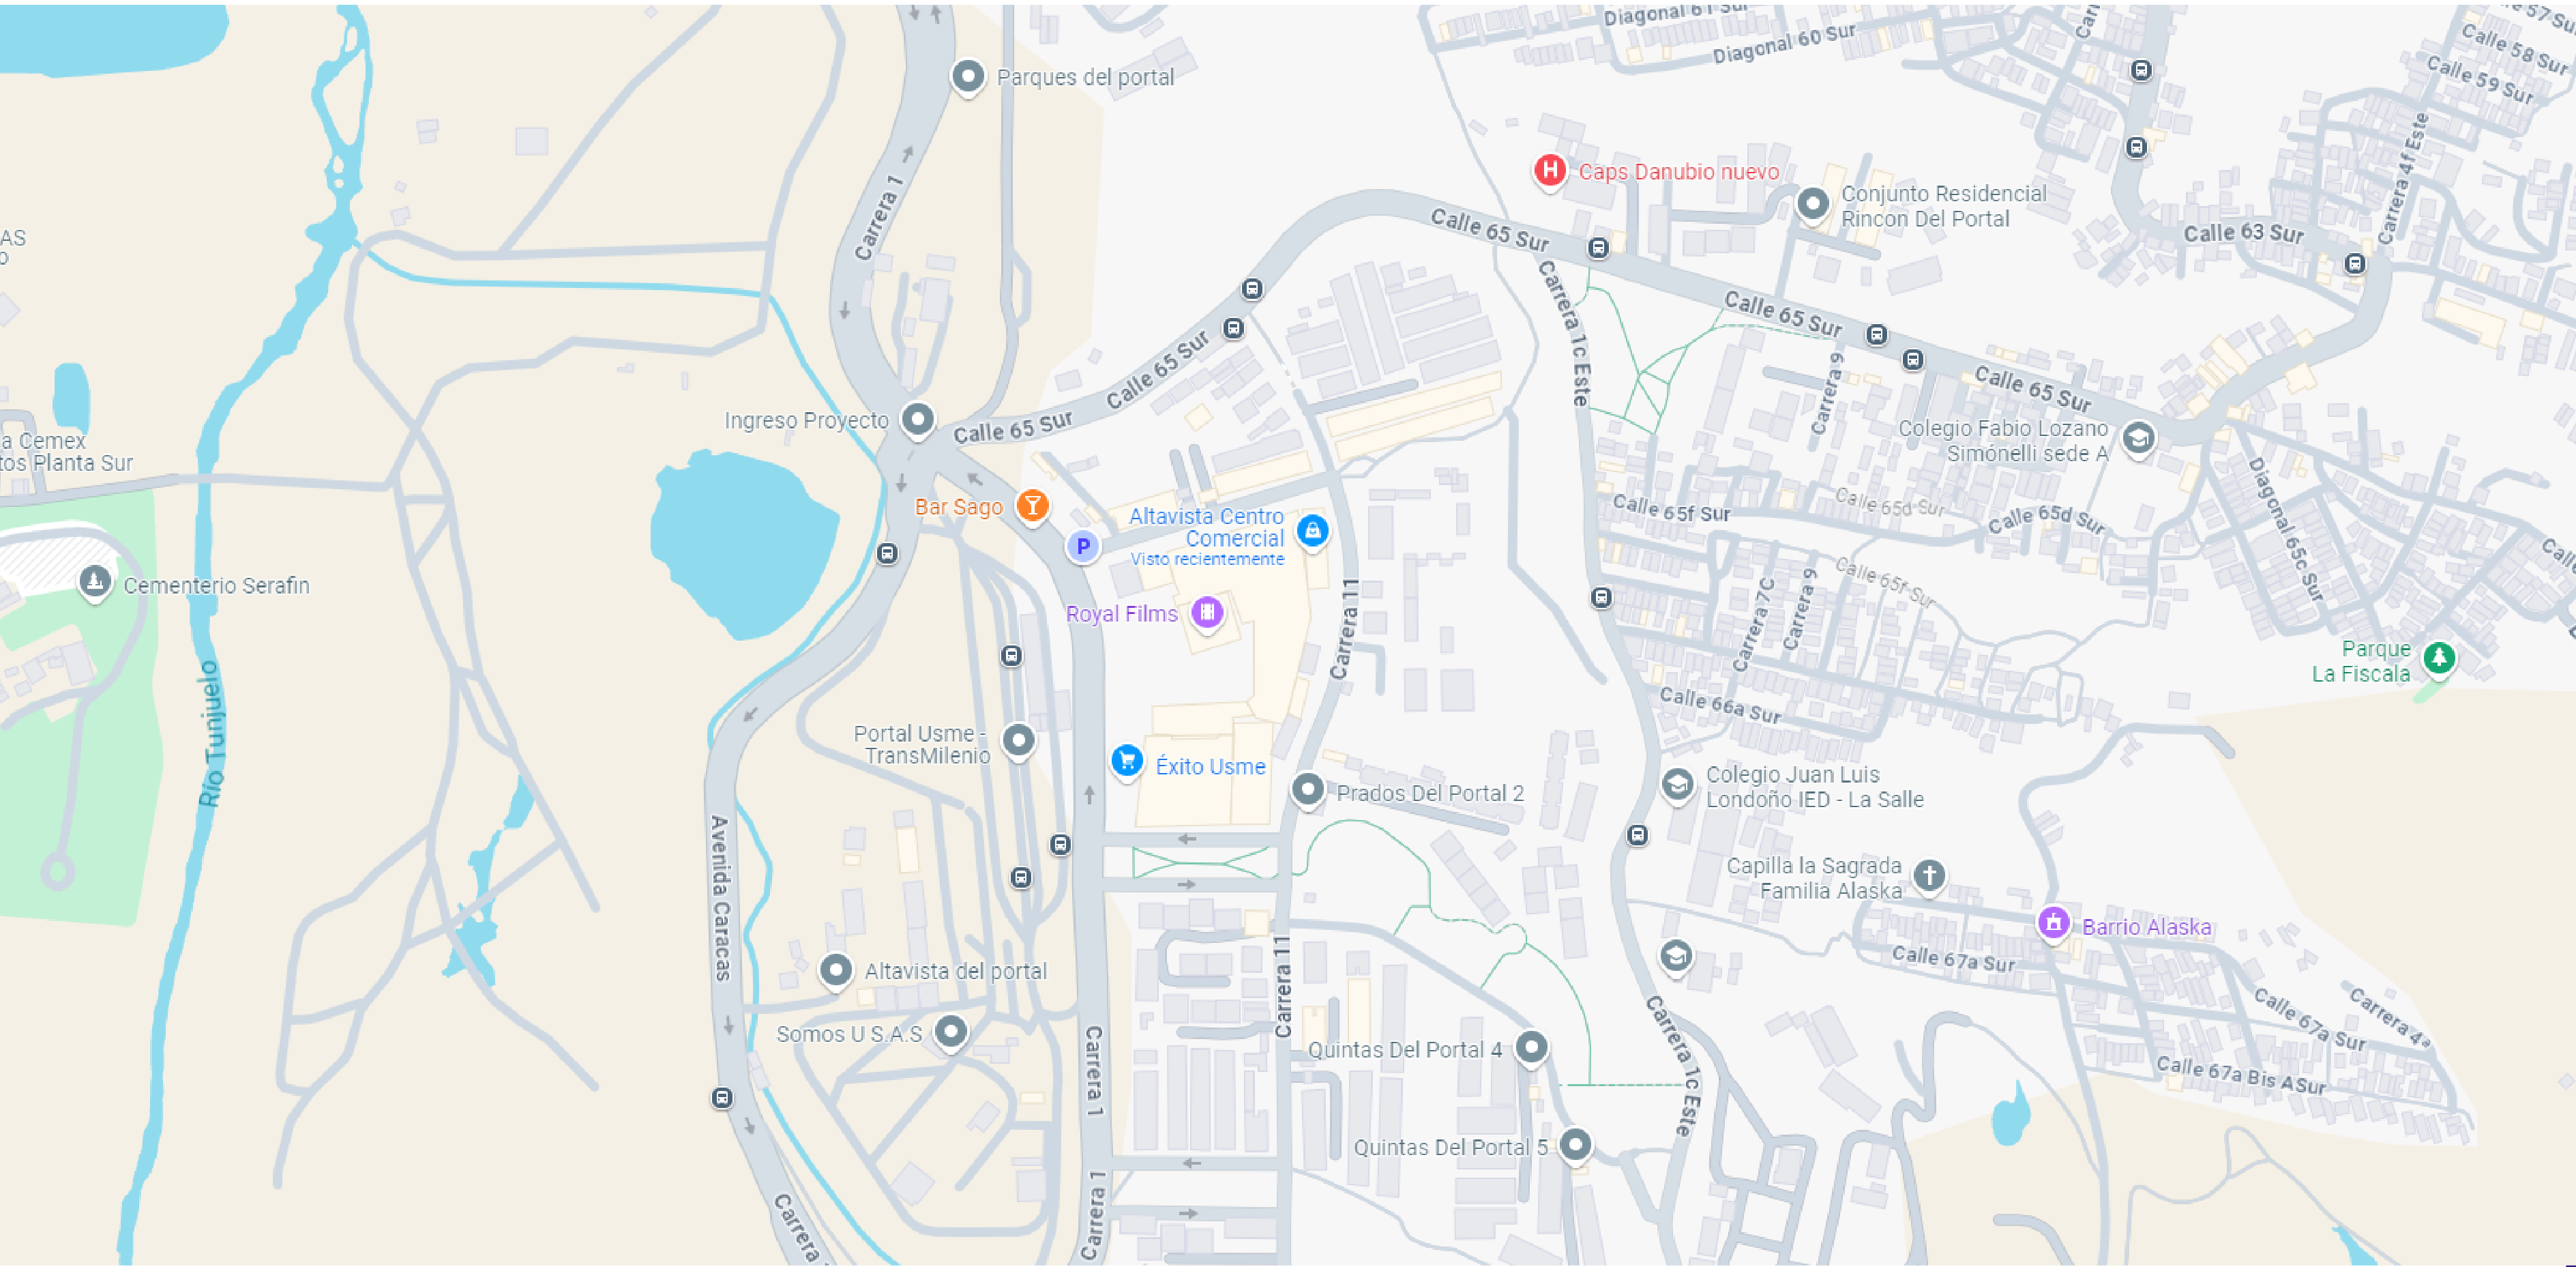 Diagonal 61 Sur
Diagonal 60 Sur
Calle 58 Sur
Calle 59 Sur
Parques del portal
Carrera 1
Caps Danubio nuevo
Conjunto Residencial
Rincon Del Portal
Calle 63 Sur
Carrera 4f Este
Calle 65 Sur
Calle 65 Sur
Calle 65 Sur
Calle 65 Sur
Calle 65 Sur
Carrera 1c Este
Carrera 9
Ingreso Proyecto
a Cemex
tos Planta Sur
AS
o
Colegio Fabio Lozano
Simónelli sede A
Bar Sago
P
Altavista Centro
Comercial
Visto recientemente
Calle 65f Sur
Calle 65d Sur
Calle 65d Sur
Diagonal 65c Sur
Calle 65f Sur
Cementerio Serafin
Royal Films
Carrera 11
Carrera 7C
Carrera 9
Parque
La Fiscala
Río Tunjuelo
Calle 66a Sur
Portal Usme -
TransMilenio
Éxito Usme
Prados Del Portal 2
Colegio Juan Luis
Londoño IED - La Salle
Avenida Caracas
Capilla la Sagrada
Familia Alaska
Barrio Alaska
Altavista del portal
Carrera 11
Calle 67a Sur
Calle 67a Sur
Carrera 4ª
Somos U S.A.S
Carrera 1
Quintas Del Portal 4
Carrera 1c Este
Calle 67a Bis A Sur
Quintas Del Portal 5
Carrera 1
Carrera